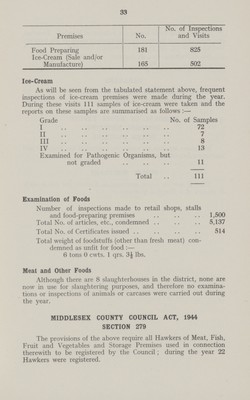 33
Premises No. No. of Inspections and Visits
Food Preparing 181 825
Ice-Cream (Sale and/or
Manufacture) 165 502
Ice-Cream
As will be seen from the tabulated statement above, frequent
inspections of ice-cream premises were made during the year.
During these visits 111 samples of ice-cream were taken and the
reports on these samples are summarised as follows :—
Grade No. of Samples
I .. .. .. .. .. .. .. 72
II .. .. .. .. .. .. .. 7
III .. .. .. .. .. .. .. 8
IV .. .. .. .. .. .. .. 13
Examined for Pathogenic Organisms, but
not graded .. .. .. .. .. 11
Total .. 111
Examination of Foods
Number of inspections made to retail shops, stalls
and food-preparing premises .. .. .. 1,500
Total No. of articles, etc., condemned .. .. .. 5,137
Total No. of Certificates issued .. .. .. .. 514
Total weight of foodstuffs (other than fresh meat) con-
demned as unfit for food :—
6 tons 0 cwts. 1 qrs. 3½ lbs.
Meat and Other Foods
Although there are 8 slaughterhouses in the district, none are
now in use for slaughtering purposes, and therefore no examina-
tions or inspections of animals or carcases were carried out during
the year.
MIDDLESEX COUNTY COUNCIL ACT, 1944
SECTION 279
The provisions of the above require all Hawkers of Meat, Fish,
Fruit and Vegetables and Storage Premises used in connection
therewith to be registered by the Council ; during the year 22
Hawkers were registered.